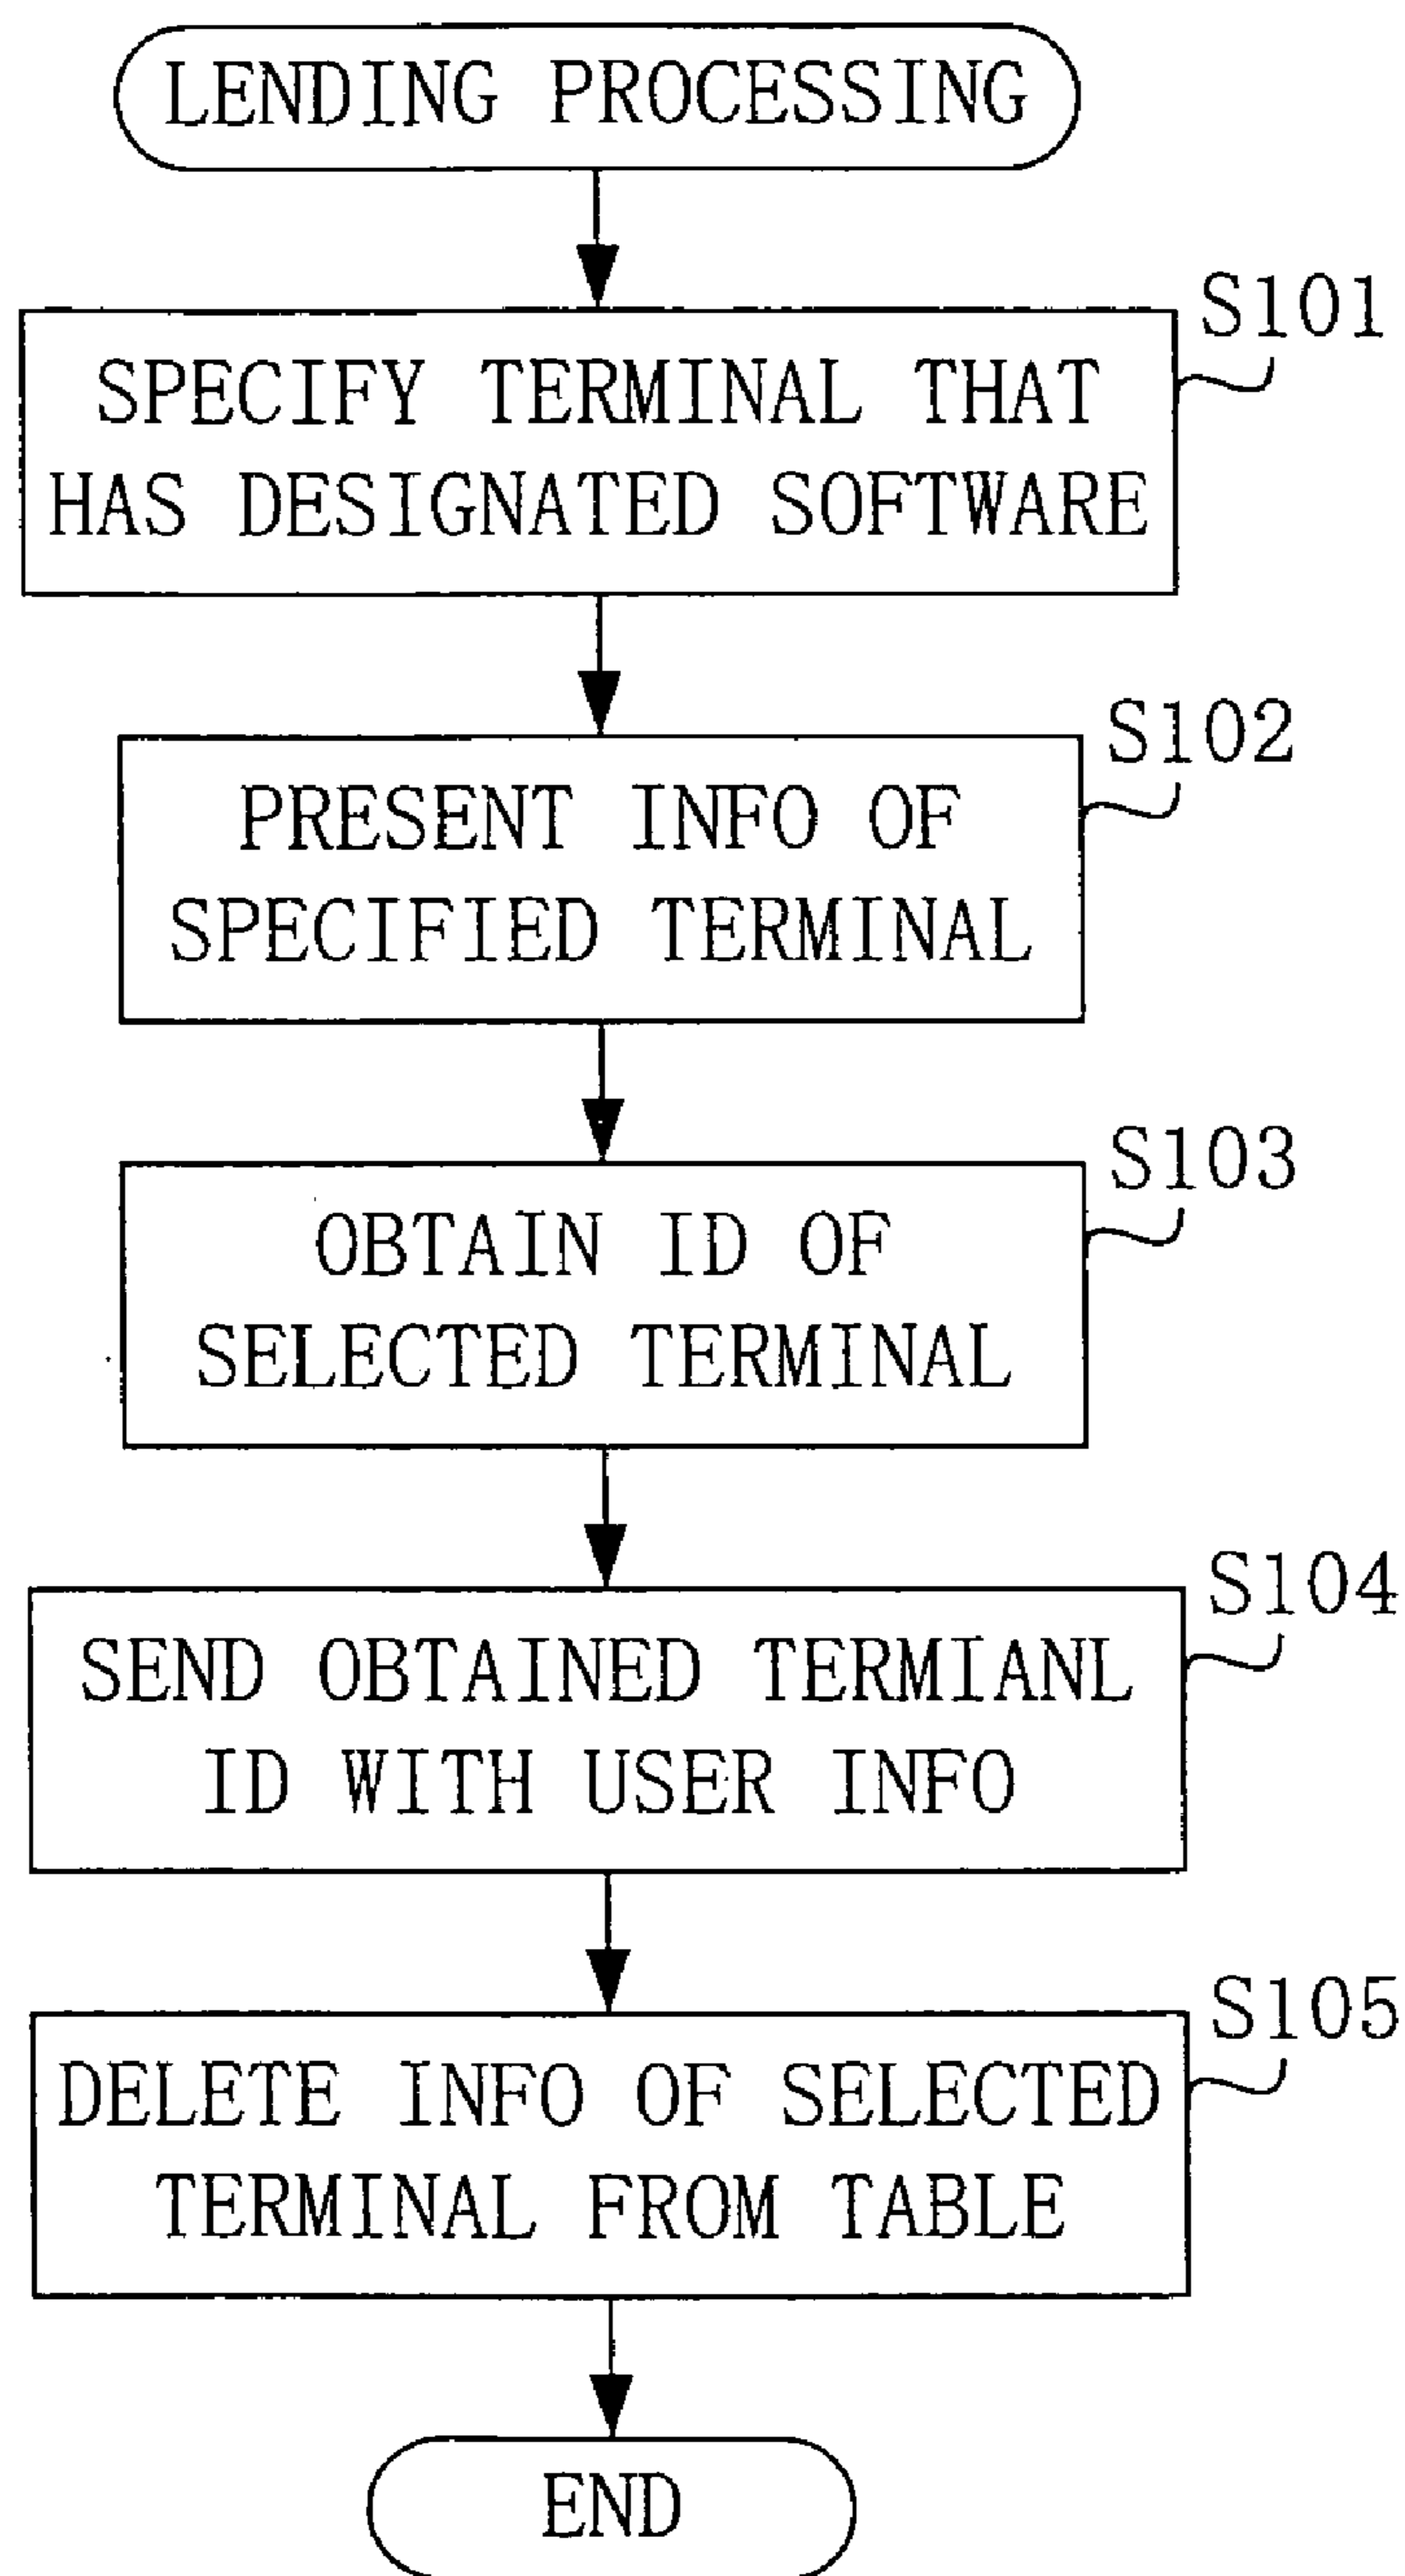 LENDING PROCESSING
S101
SPECIFY TERMINAL THAT
HAS DESIGNATED SOFTWARE
S102
PRESENT INFO OF
SPECIFIED TERMINAL
S103
OBTAIN ID OF
SELECTED TERMINAL
S104
SEND OBTAINED TERMIANL
ID WITH USER INFO
S105
DELETE INFO OF SELECTED
TERMINAL FROM TABLE
END